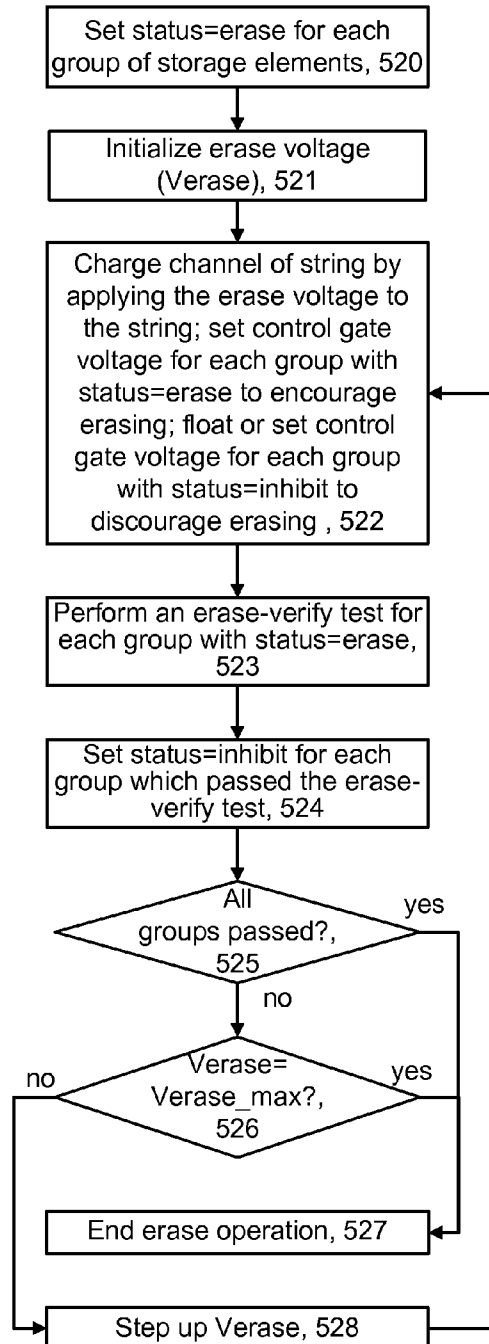 Set status=erase for each
group of storage elements, 520
Initialize erase voltage
(Verase), 521
Charge channel of string by
applying the erase voltage to
the string; set control gate
voltage for each group with
status=erase to encourage
erasing; float or set control
gate voltage for each group
with status=inhibit to
discourage erasing , 522
Perform an erase-verify test for
each group with status=erase,
523
Set status=inhibit for each
group which passed the erase-
verify test, 524
All
groups passed?,
525
yes
no
Verase=
Verase_max?,
526
no
yes
End erase operation, 527
Step up Verase, 528